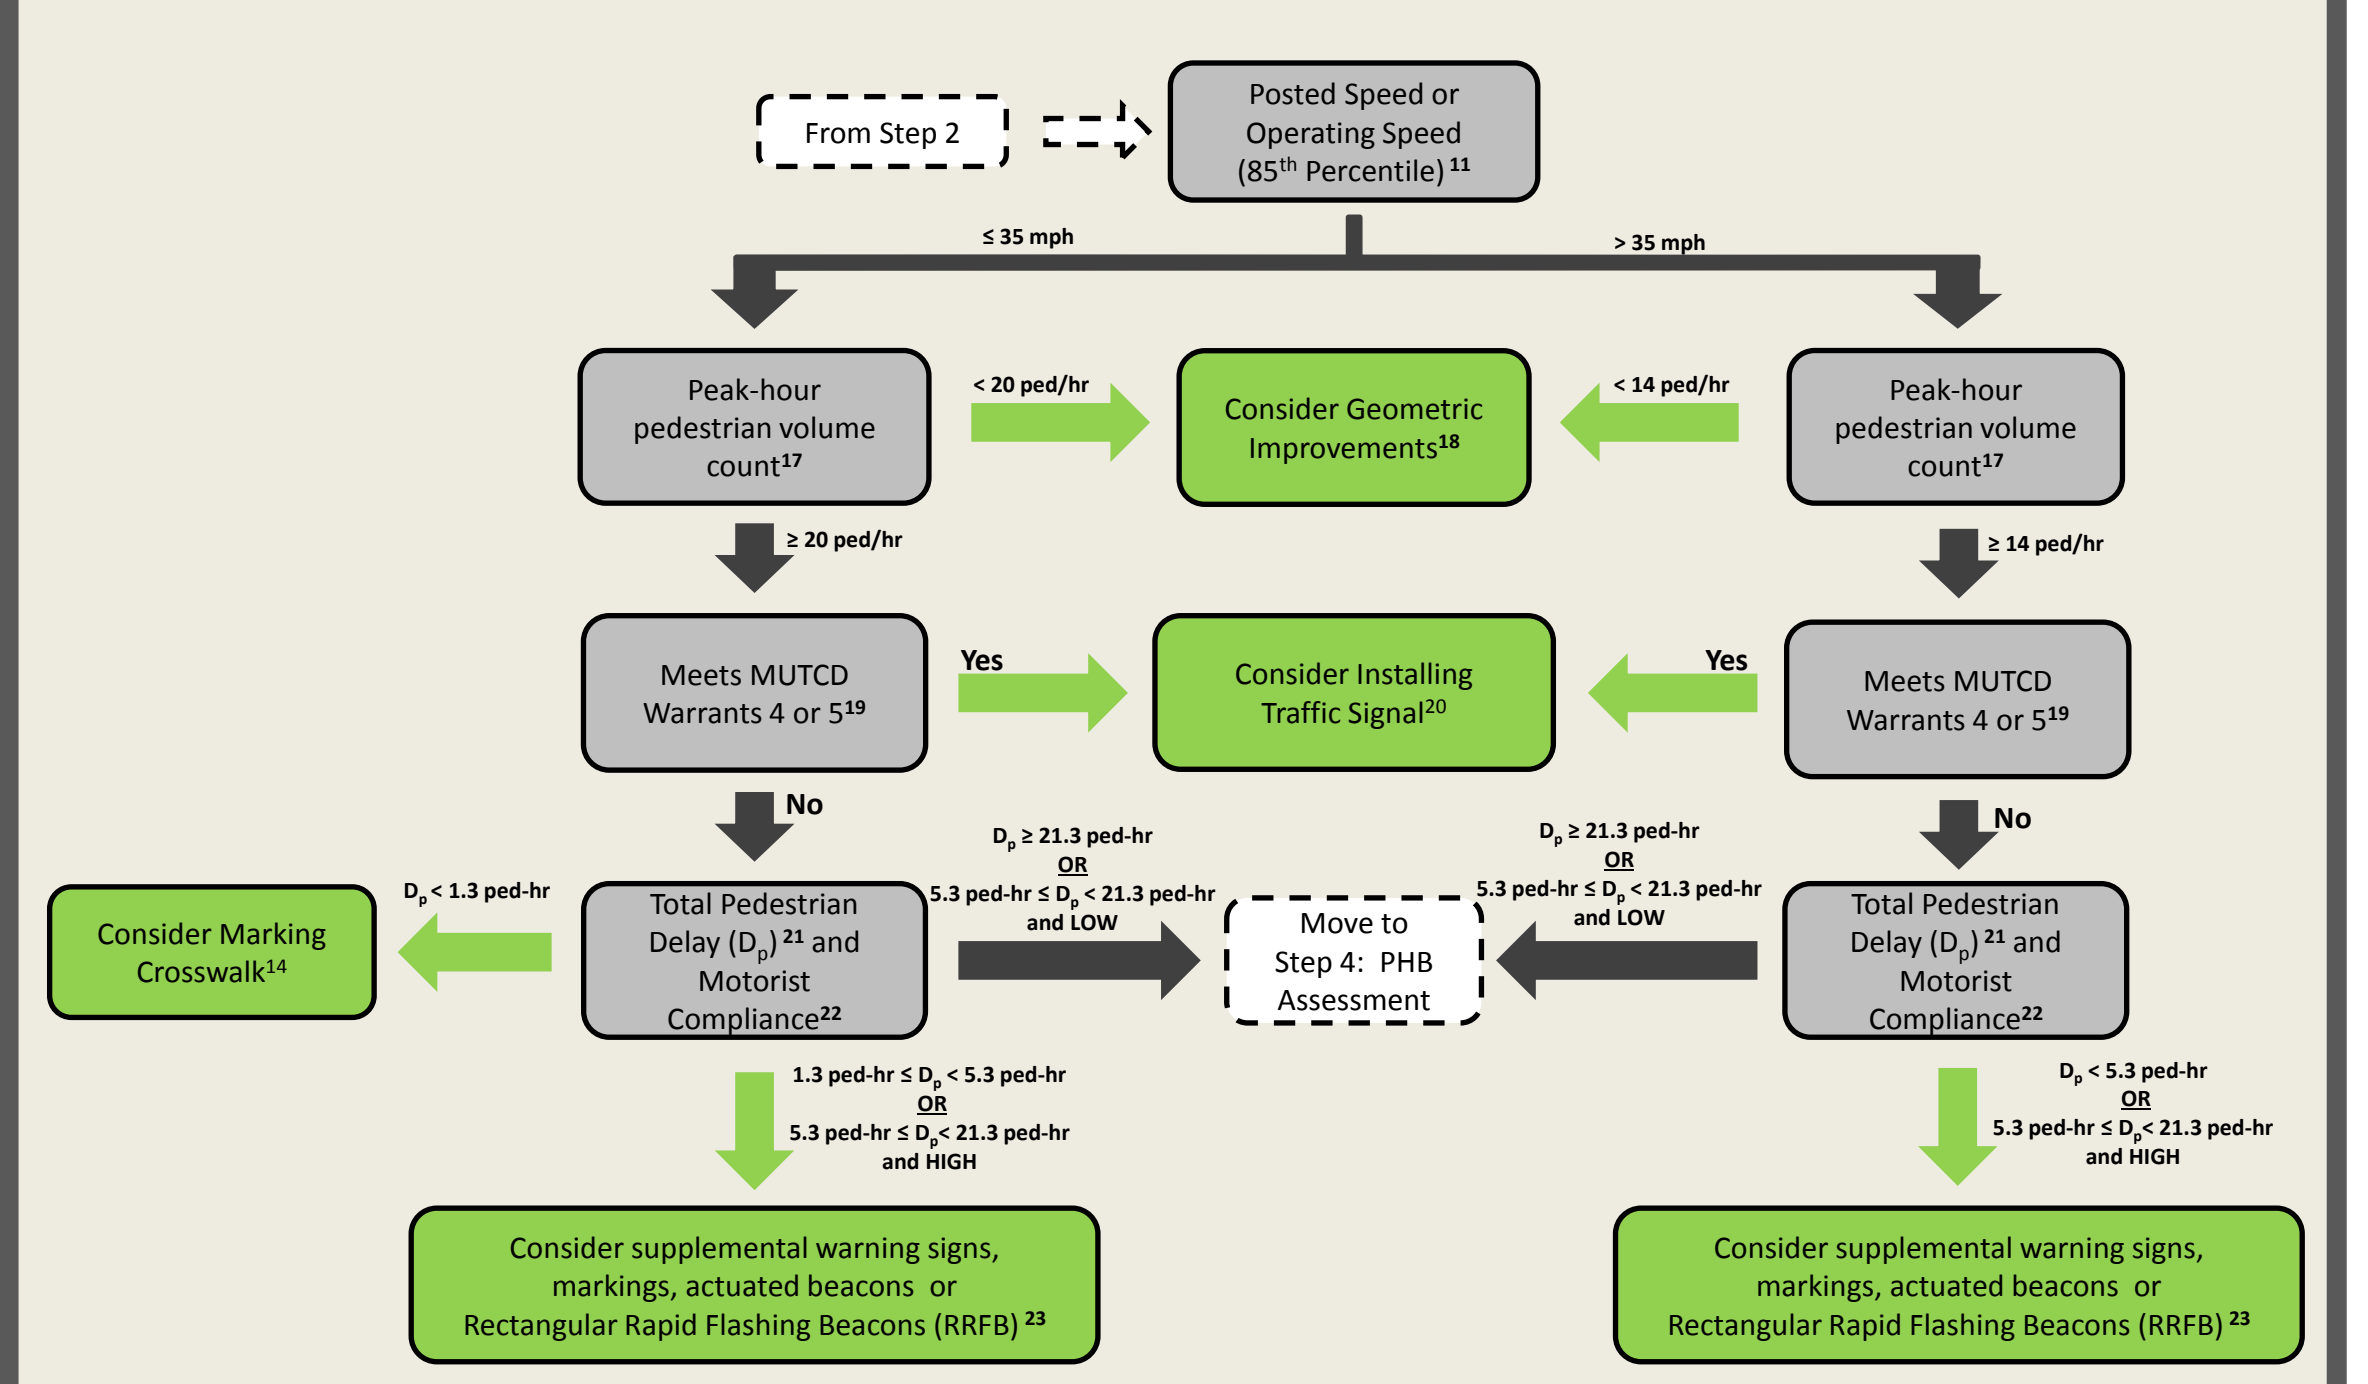 From Step 2
Posted Speed or
Operating Speed
(85th Percentile) 11
≤ 35 mph
> 35 mph
Peak-hour
pedestrian volume
count17
< 20 ped/hr
Consider Geometric
Improvements18
< 14 ped/hr
Peak-hour
pedestrian volume
count17
≥ 20 ped/hr
≥ 14 ped/hr
Meets MUTCD
Warrants 4 or 519
Yes
Consider Installing
Traffic Signal20
Yes
Meets MUTCD
Warrants 4 or 519
No
No
Consider Marking
Crosswalk14
Dp < 1.3 ped-hr
Total Pedestrian
Delay (Dp) 21 and
Motorist
Compliance22
Dp ≥ 21.3 ped-hr
OR
5.3 ped-hr ≤ Dp < 21.3 ped-hr
and LOW
Move to
Step 4: PHB
Assessment
Dp ≥ 21.3 ped-hr
OR
5.3 ped-hr ≤ Dp < 21.3 ped-hr
and LOW
Total Pedestrian
Delay (Dp) 21 and
Motorist
Compliance22
1.3 ped-hr ≤ Dp < 5.3 ped-hr
OR
5.3 ped-hr ≤ Dp< 21.3 ped-hr
and HIGH
Dp < 5.3 ped-hr
OR
5.3 ped-hr ≤ Dp< 21.3 ped-hr
and HIGH
Consider supplemental warning signs,
markings, actuated beacons or
Rectangular Rapid Flashing Beacons (RRFB) 23
Consider supplemental warning signs,
markings, actuated beacons or
Rectangular Rapid Flashing Beacons (RRFB) 23